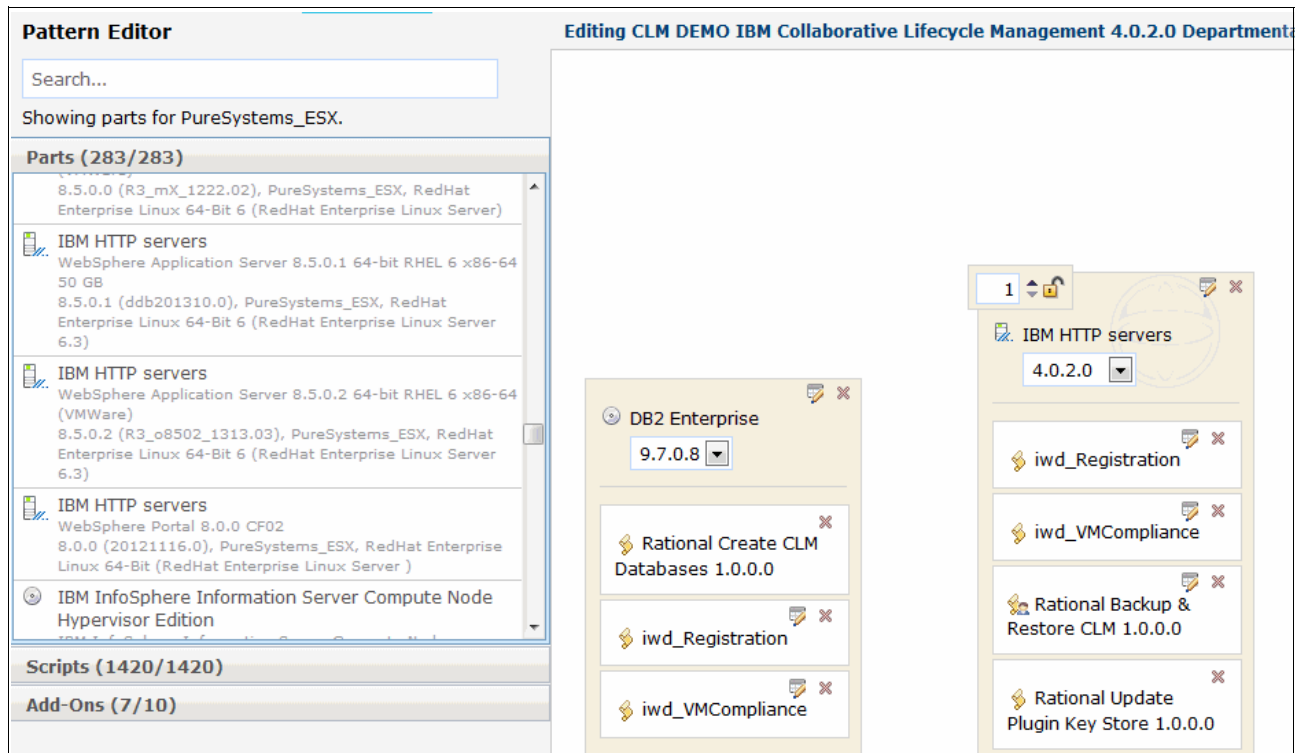 Pattern Editor
Search...
Showing parts for PureSystems_ESX.
Parts (283/283)
(VMWare)
8.5.0.0 (R3_mX_1222.02), PureSystems_ESX, RedHat
Enterprise Linux 64-Bit 6 (RedHat Enterprise Linux Server)
IBM HTTP servers
WebSphere Application Server 8.5.0.1 64-bit RHEL 6 x86-64
50 GB
8.5.0.1 (ddb201310.0), PureSystems_ESX, RedHat
Enterprise Linux 64-Bit 6 (RedHat Enterprise Linux Server
6.3)
IBM HTTP servers
WebSphere Application Server 8.5.0.2 64-bit RHEL 6 x86-64
(VMWare)
8.5.0.2 (R3_o8502_1313.03), PureSystems_ESX, RedHat
Enterprise Linux 64-Bit 6 (RedHat Enterprise Linux Server
6.3)
IBM HTTP servers
WebSphere Portal 8.0.0 CF02
8.0.0 (20121116.0), PureSystems_ESX, RedHat Enterprise
Linux 64-Bit (RedHat Enterprise Linux Server )
IBM InfoSphere Information Server Compute Node
Hypervisor Edition
Scripts (1420/1420)
Add-Ons (7/10)
Editing CLM DEMO IBM Collaborative Lifecycle Management 4.0.2.0 Departmenta
DB2 Enterprise
9.7.0.8
Rational Create CLM
Databases 1.0.0.0
iwd_Registration
iwd_VMCompliance
1
IBM HTTP servers
4.0.2.0
iwd_Registration
iwd_VMCompliance
Rational Backup &
Restore CLM 1.0.0.0
Rational Update
Plugin Key Store 1.0.0.0